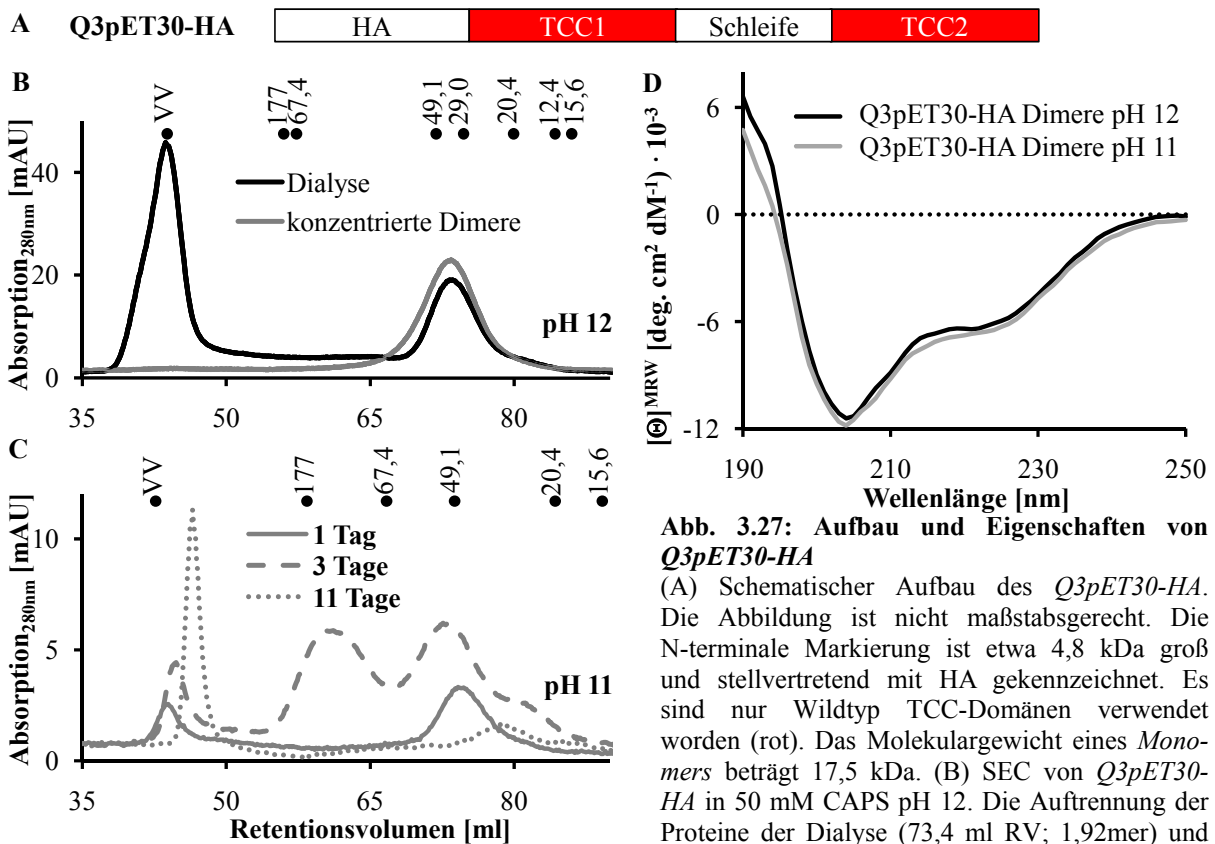 A Q3pET30-HA HA TCC1 Schleife TCC2
B
VV 177 67,4 49,1 29,0 20,4 12,4 15,6
Absorption280nm [mAU]
40
20
0
Dialyse
konzentrierte Dimere
pH 12
35 50 65 80
C
VV 177 67,4 49,1 20,4 15,6
Absorption280nm [mAU]
10
5
0
1 Tag
3 Tage
11 Tage
pH 11
35 50 65 80
Retentionsvolumen [ml]
D
[Θ]MRW [deg. cm² dM⁻¹) · 10⁻³
6
0
-6
-12
Q3pET30-HA Dimere pH 12
Q3pET30-HA Dimere pH 11
190 210 230 250
Wellenlänge [nm]
Abb. 3.27: Aufbau und Eigenschaften von
Q3pET30-HA
(A) Schematischer Aufbau des Q3pET30-HA.
Die Abbildung ist nicht maßstabsgerecht. Die
N-terminale Markierung ist etwa 4,8 kDa groß
und stellvertretend mit HA gekennzeichnet. Es
sind nur Wildtyp TCC-Domänen verwendet
worden (rot). Das Molekulargewicht eines Mono-
mers beträgt 17,5 kDa. (B) SEC von Q3pET30-
HA in 50 mM CAPS pH 12. Die Auftrennung der
Proteine der Dialyse (73,4 ml RV; 1,92mer) und